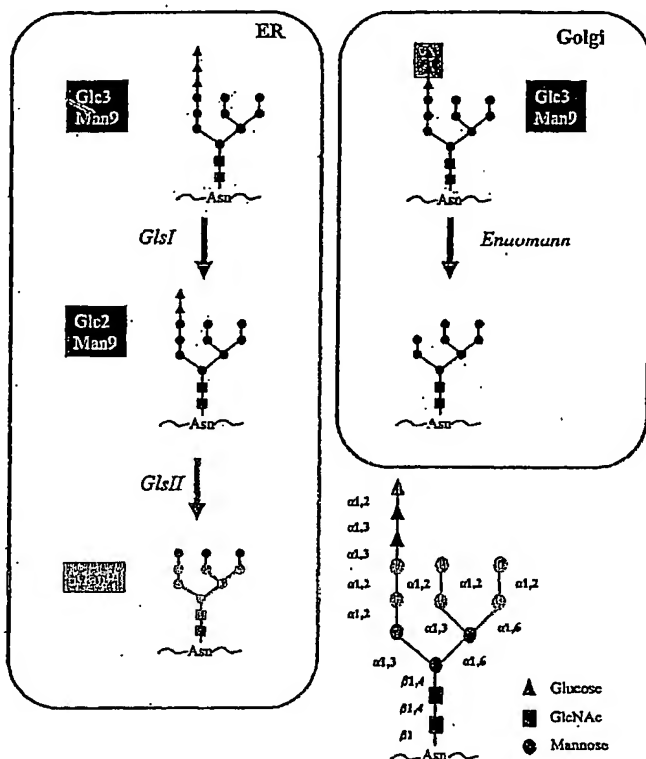 ER
Glc3
Man9
Asn
GlsI
Glc2
Man9
Asn
GlsII
Asn
Golgi
Glc3
Man9
Asn
Asn
α1,2
α1,3
α1,3
α1,2 α1,2 α1,2 α1,2
α1,2 α1,3 α1,6
α1,3 α1,6
β1,4
β1,4
β1
Asn
Glucose
GlcNAc
Mannose